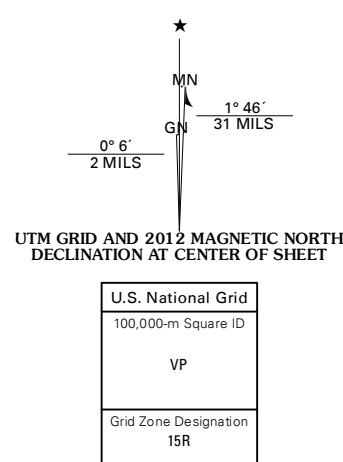 ★
MN
1° 46´
31 MILS
GN
0° 6´
2 MILS
UTM GRID AND 2012 MAGNETIC NORTH
DECLINATION AT CENTER OF SHEET
U.S. National Grid
100,000-m Square ID
VP
Grid Zone Designation
15R